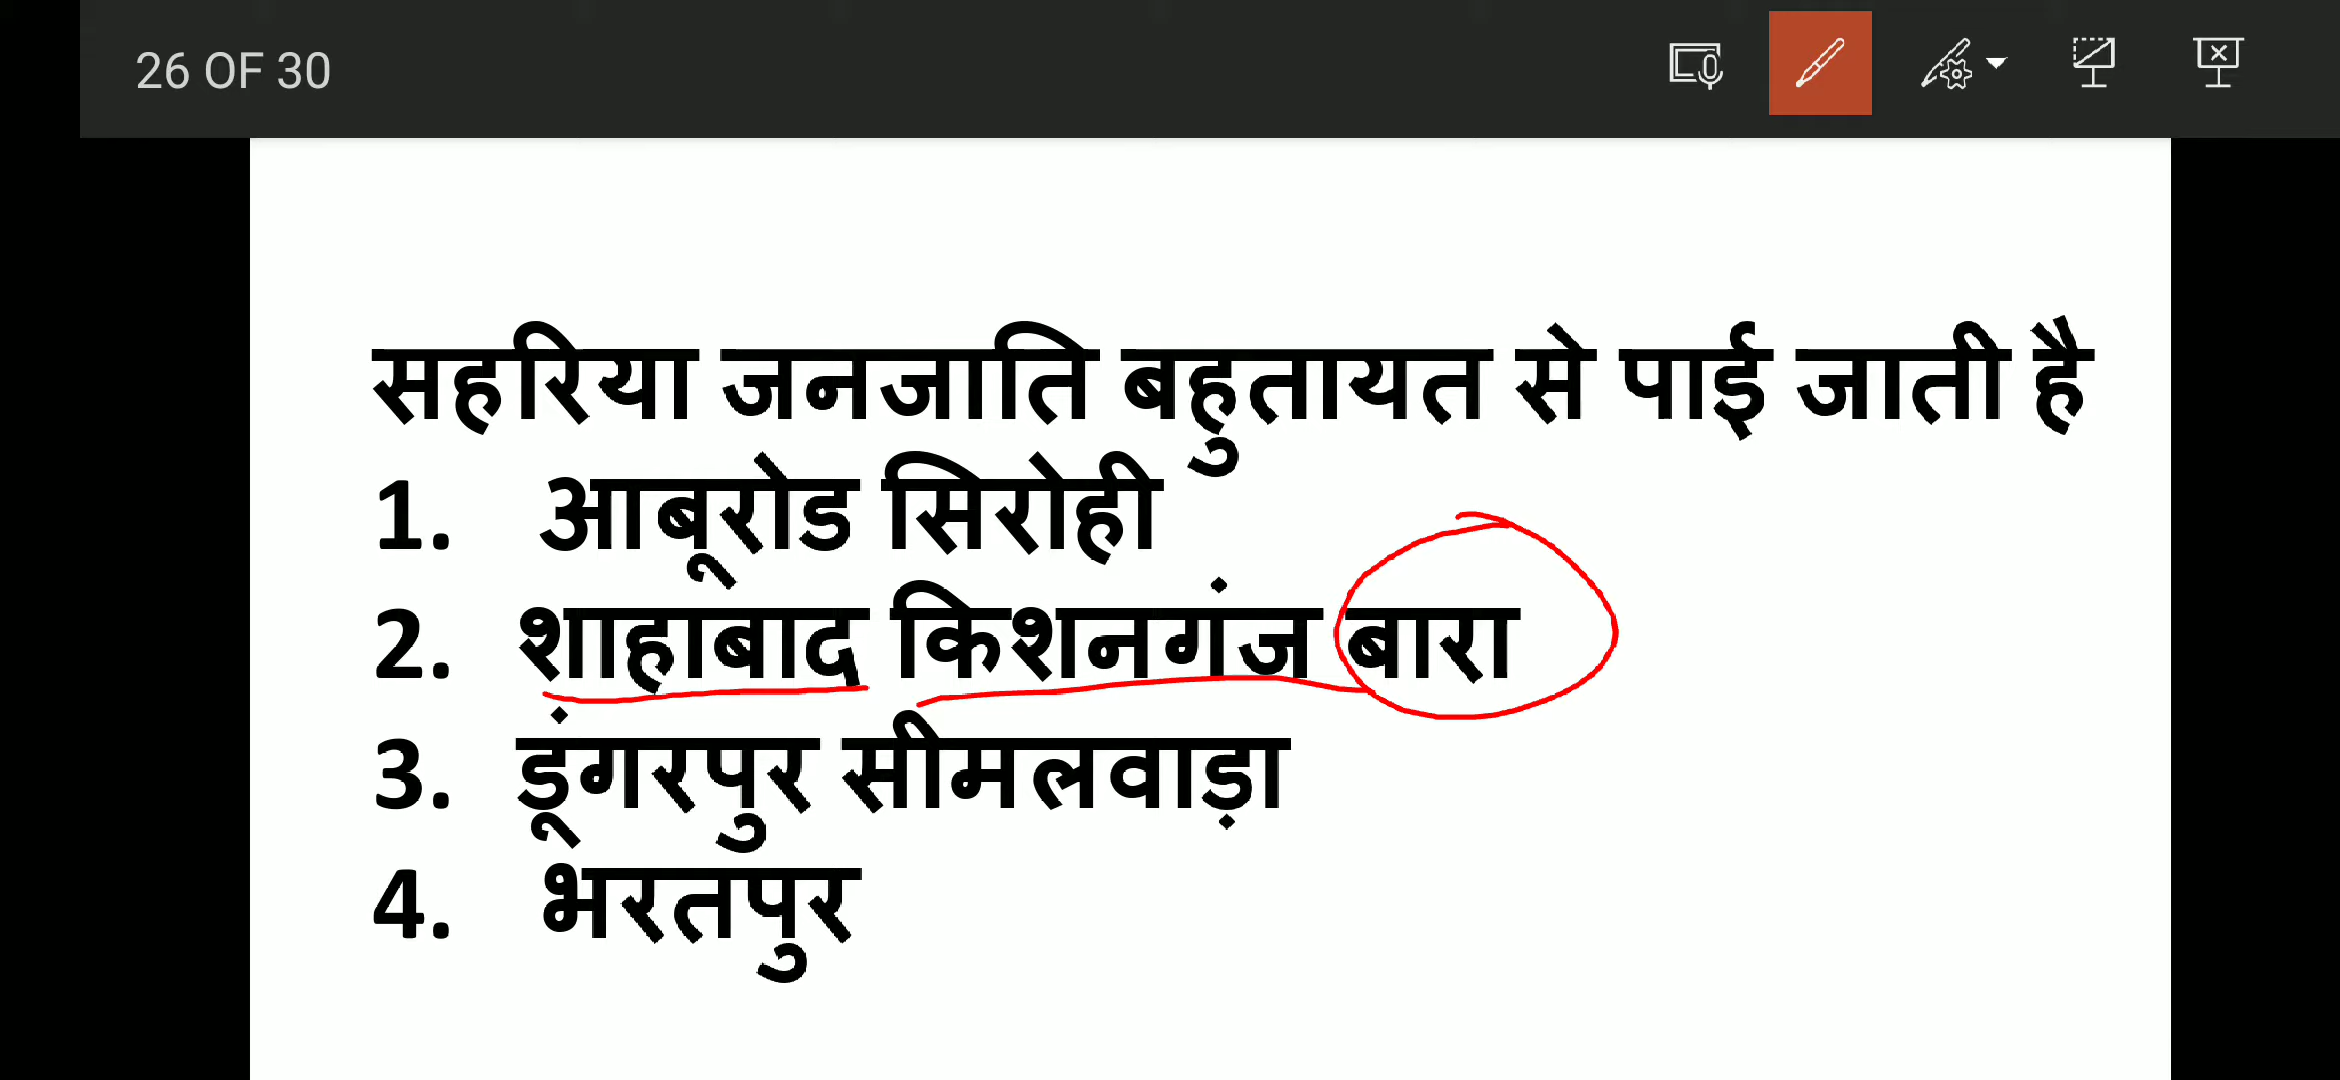 26 OF 30
सहरिया जनजाति बहुतायत से पाई जाती है
1. आबूरोड सिरोही
2. शाहाबाद किशनगंज बारा
3. डूंगरपुर सीमलवाड़ा
4. भरतपुर